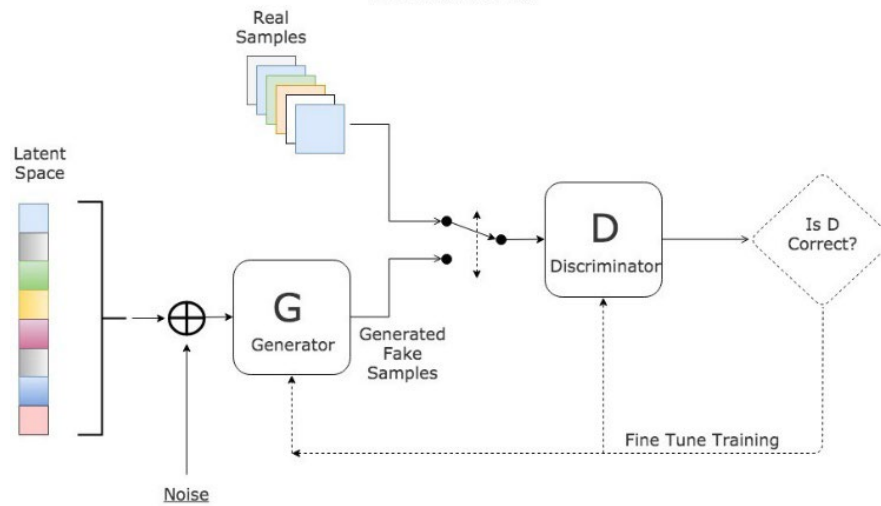 Real
Samples
Latent
Space
G
Generator
Generated
Fake
Samples
D
Discriminator
Is D
Correct?
Fine Tune Training
Noise